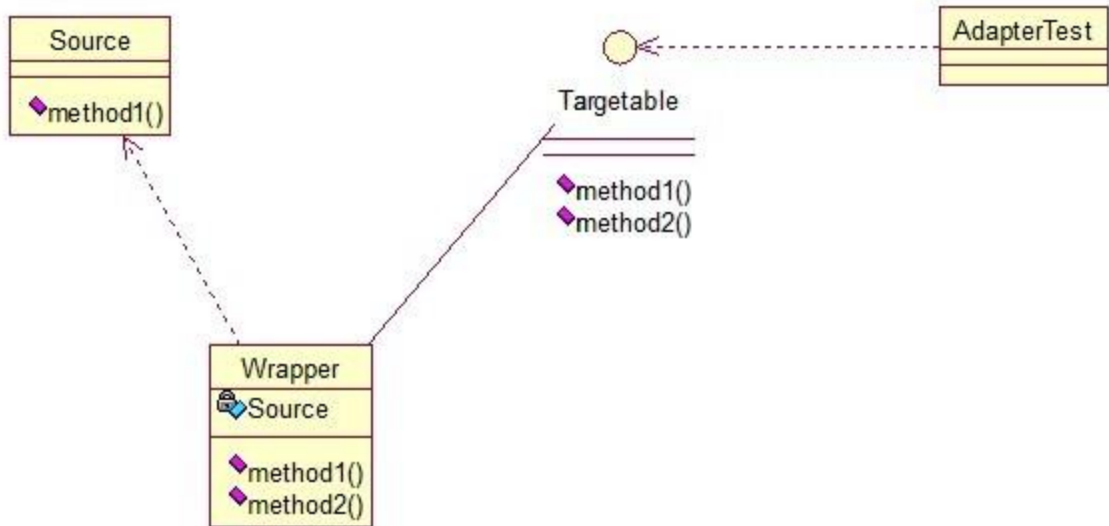 Source
method1()
Targetable
method1()
method2()
AdapterTest
Wrapper
Source
method1()
method2()